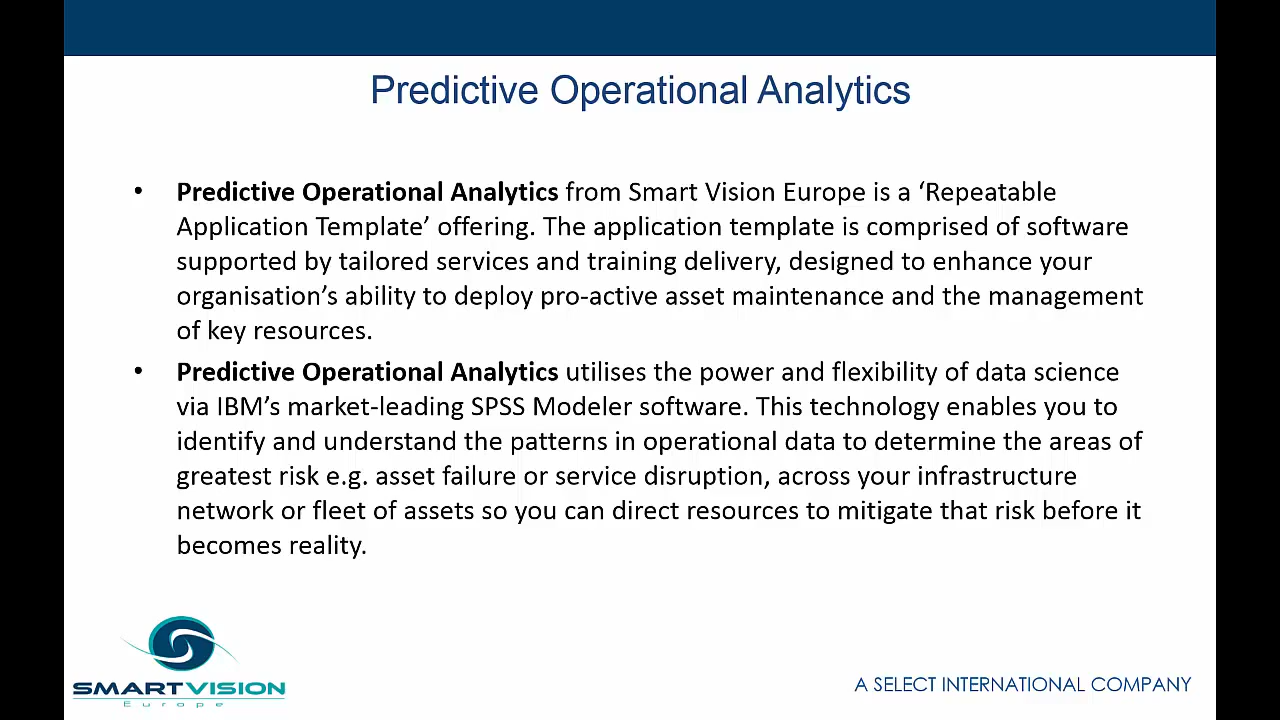 Predictive Operational Analytics
• Predictive Operational Analytics from Smart Vision Europe is a ‘Repeatable
Application Template’ offering. The application template is comprised of software
supported by tailored services and training delivery, designed to enhance your
organisation’s ability to deploy pro-active asset maintenance and the management
of key resources.
• Predictive Operational Analytics utilises the power and flexibility of data science
via IBM’s market-leading SPSS Modeler software. This technology enables you to
identify and understand the patterns in operational data to determine the areas of
greatest risk e.g. asset failure or service disruption, across your infrastructure
network or fleet of assets so you can direct resources to mitigate that risk before it
becomes reality.
SMARTVISION
Europe
A SELECT INTERNATIONAL COMPANY